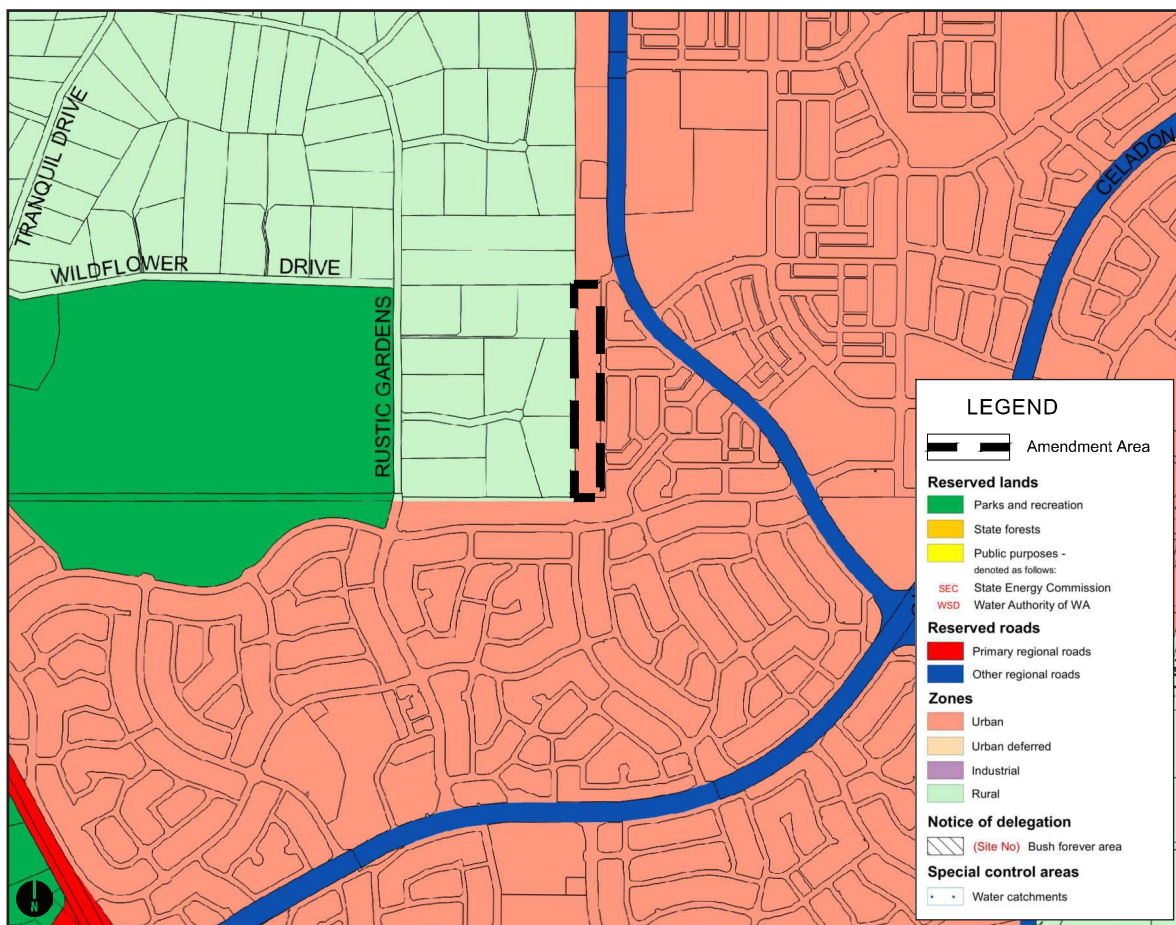 TRANQUIL DRIVE
WILDFLOWER DRIVE
RUSTIC GARDENS
CELADON
LEGEND
Amendment Area
Reserved lands
Parks and recreation
State forests
Public purposes -
denoted as follows:
SEC State Energy Commission
WSD Water Authority of WA
Reserved roads
Primary regional roads
Other regional roads
Zones
Urban
Urban deferred
Industrial
Rural
Notice of delegation
(Site No) Bush forever area
Special control areas
Water catchments
N